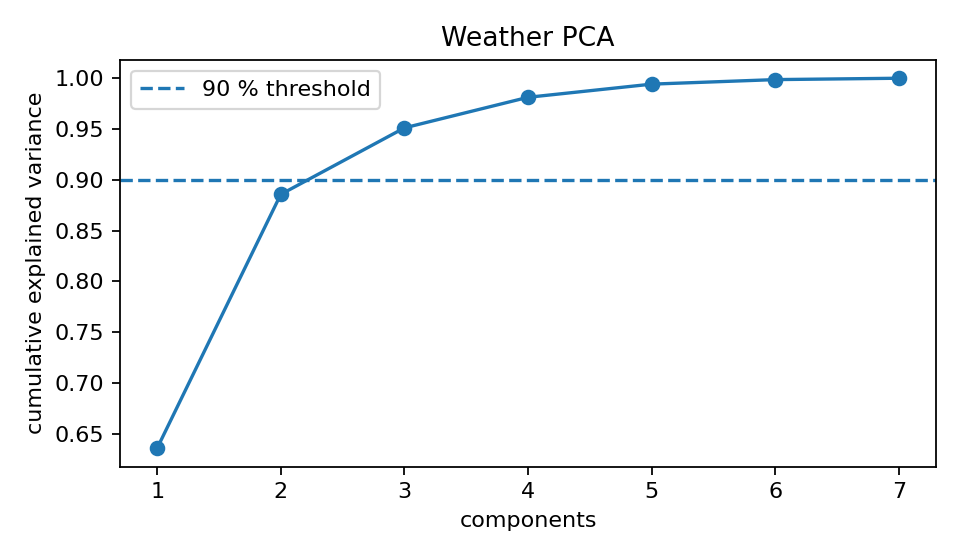 Weather PCA
90 % threshold
cumulative explained variance
1.00
0.95
0.90
0.85
0.80
0.75
0.70
0.65
1 2 3 4 5 6 7
components